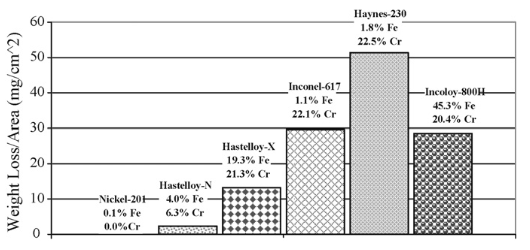 Weight Loss/Area (mg/cm^2)
60
50
40
30
20
10
0
Nickel-201
0.1% Fe
0.0%Cr
Hastelloy-N
4.0% Fe
6.3% Cr
Hastelloy-X
19.3% Fe
21.3% Cr
Inconel-617
1.1% Fe
22.1% Cr
Haynes-230
1.8% Fe
22.5% Cr
Incoloy-800H
45.3% Fe
20.4% Cr